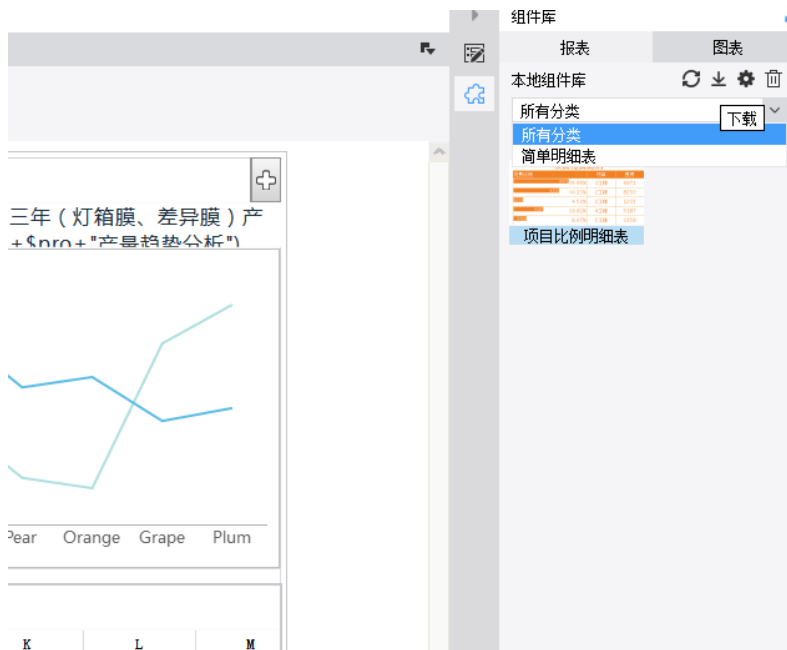 组件库
报表 图表
本地组件库
所有分类
下载
所有分类
简单明细表
项目比例明细表
三年（灯箱膜、差异膜）产
+$pro+"产量趋势分析")
Pear Orange Grape Plum
K L M